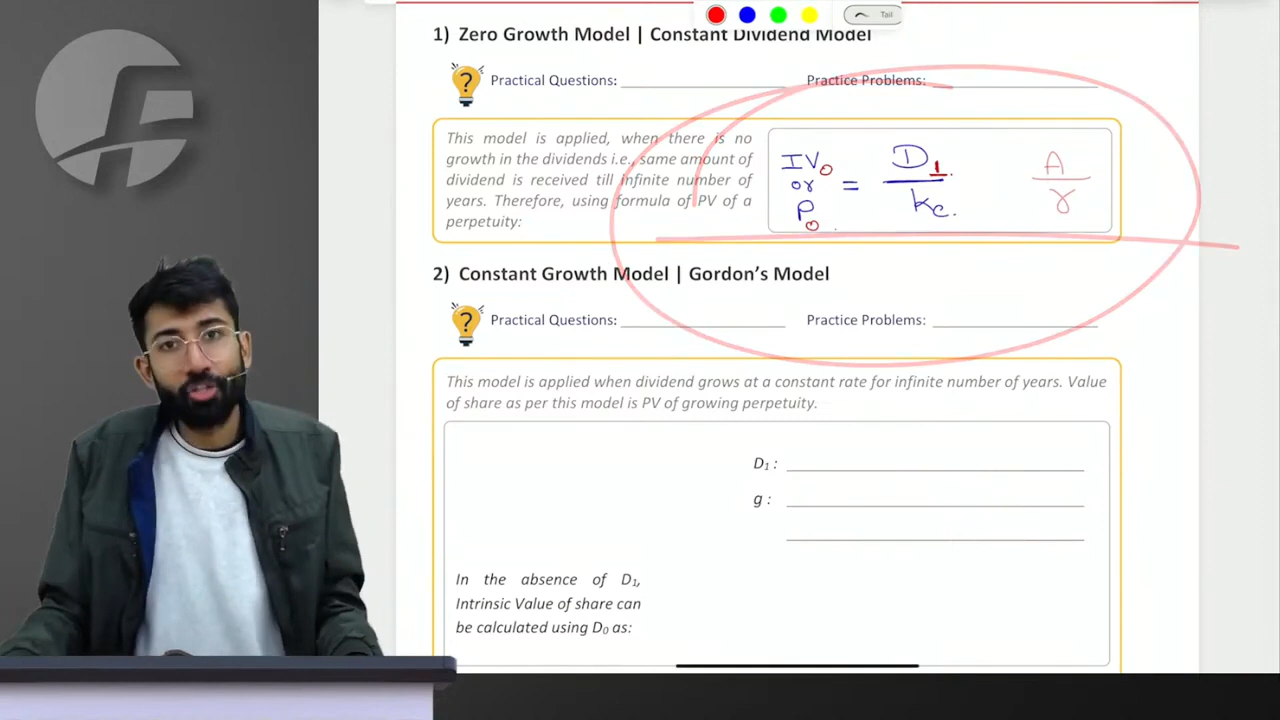 Tail
1) Zero Growth Model | Constant Dividend Model
Practical Questions: Practice Problems:
This model is applied, when there is no
growth in the dividends i.e., same amount of
dividend is received till infinite number of
years. Therefore, using formula of PV of a
perpetuity:
IV0 or P0 = D1 / kc. A / r
2) Constant Growth Model | Gordon's Model
Practical Questions: Practice Problems:
This model is applied when dividend grows at a constant rate for infinite number of years. Value
of share as per this model is PV of growing perpetuity.
D1 :
g :
In the absence of D1,
Intrinsic Value of share can
be calculated using D0 as: